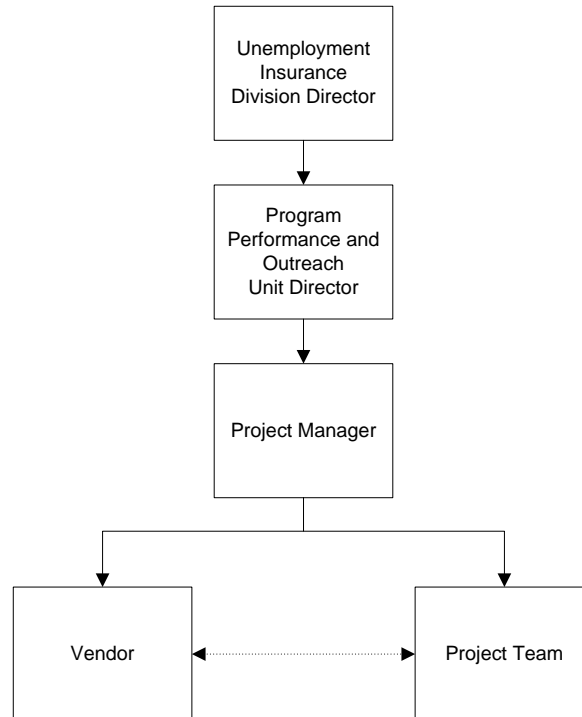 Unemployment
Insurance
Division Director
Program
Performance and
Outreach
Unit Director
Project Manager
Vendor
Project Team